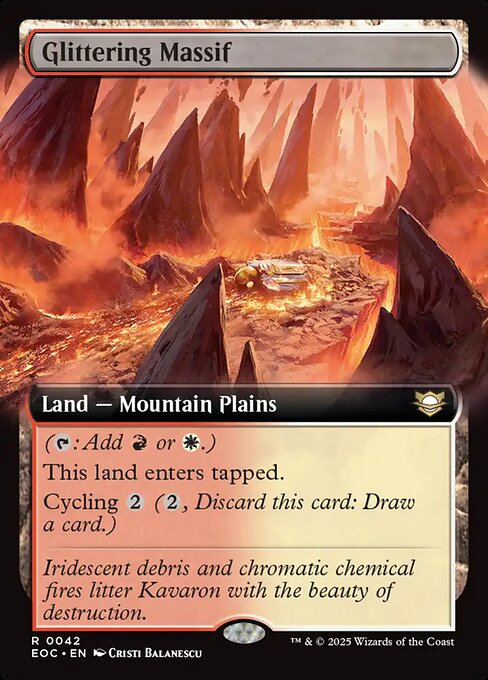 Glittering Massif
Land — Mountain Plains
(: Add or .)
This land enters tapped.
Cycling 2 (2, Discard this card: Draw
a card.)
Iridescent debris and chromatic chemical
fires litter Kavaron with the beauty of
destruction.
R 0042
™ & © 2025 Wizards of the Coast
EOC • EN Cristi Balanescu